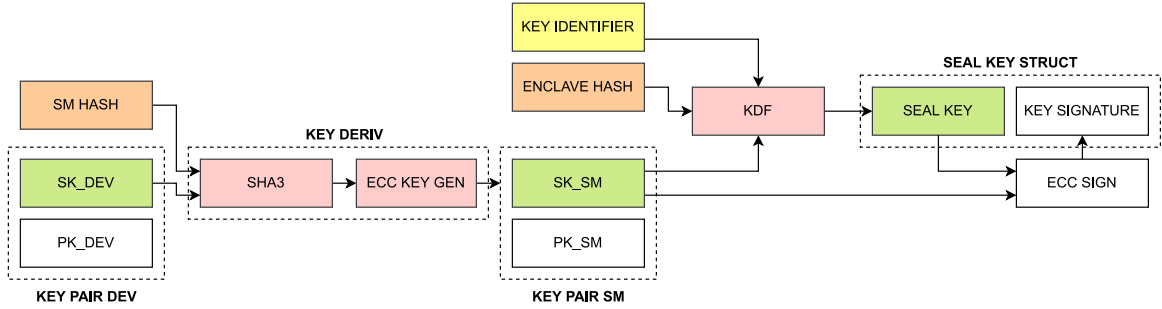 KEY IDENTIFIER
SEAL KEY STRUCT
SM HASH
ENCLAVE HASH
KDF
SEAL KEY
KEY SIGNATURE
KEY DERIV
SK_DEV
SHA3
ECC KEY GEN
SK_SM
ECC SIGN
PK_DEV
PK_SM
KEY PAIR DEV
KEY PAIR SM